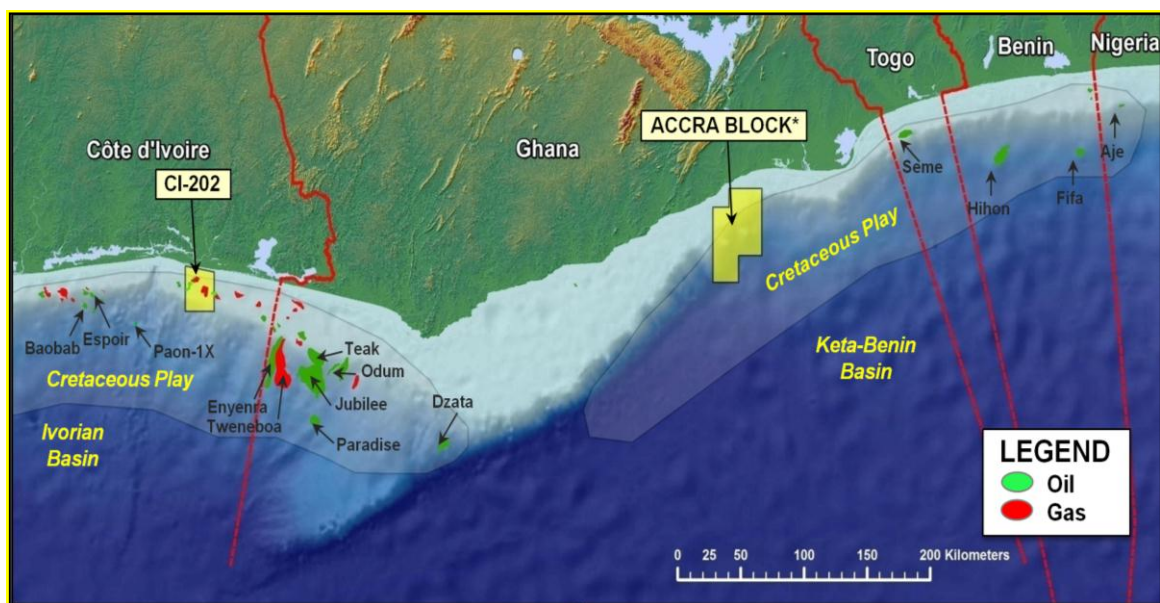 Togo
Benin
Nigeria
ACCRA BLOCK*
Côte d'Ivoire
Ghana
CI-202
Seme
Aje
Hihon
Fifa
Cretaceous Play
Baobab
Espoir
Paon-1X
Teak
Odum
Keta-Benin
Basin
Cretaceous Play
Enyenra
Tweneboa
Jubilee
Dzata
Paradise
Ivorian
Basin
LEGEND
Oil
Gas
0 25 50 100 150 200 Kilometers